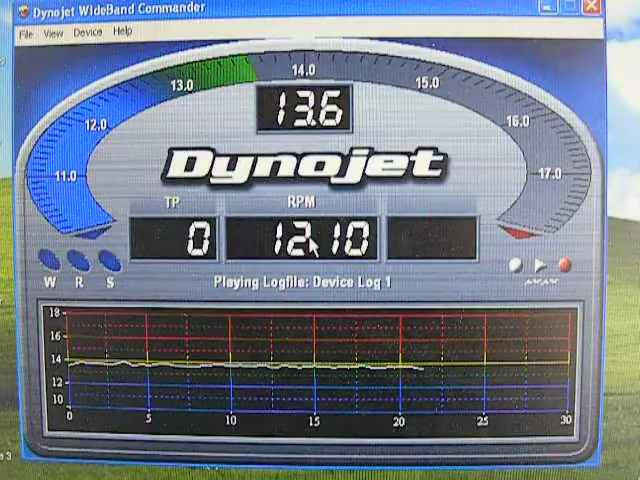 Dynojet WideBand Commander
File View Device Help
14.0
13.0 15.0
13.6
12.0 16.0
Dynojet
11.0 17.0
TP RPM
0 1210
W R S
Playing Logfile: Device Log 1
18
16
14
12
10
0 5 10 15 20 25 30